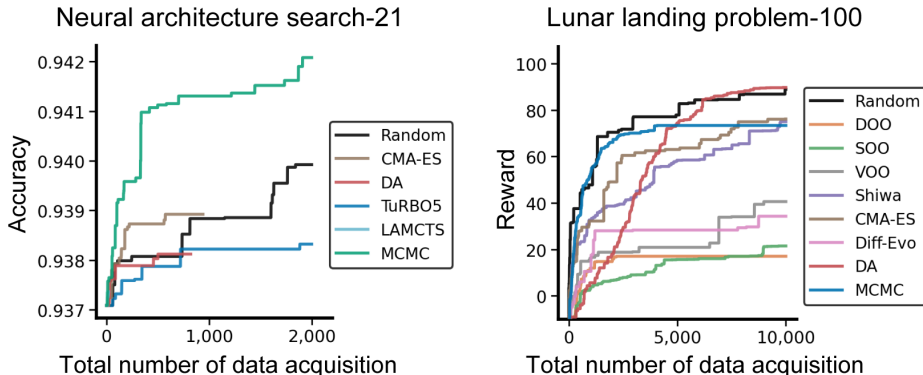 Neural architecture search-21
Accuracy
0.942
0.941
0.940
0.939
0.938
0.937
0
1,000
2,000
Total number of data acquisition
Random
CMA-ES
DA
TuRBO5
LAMCTS
MCMC
Lunar landing problem-100
Reward
100
80
60
40
20
0
0
5,000
10,000
Total number of data acquisition
Random
DOO
SOO
VOO
Shiwa
CMA-ES
Diff-Evo
DA
MCMC